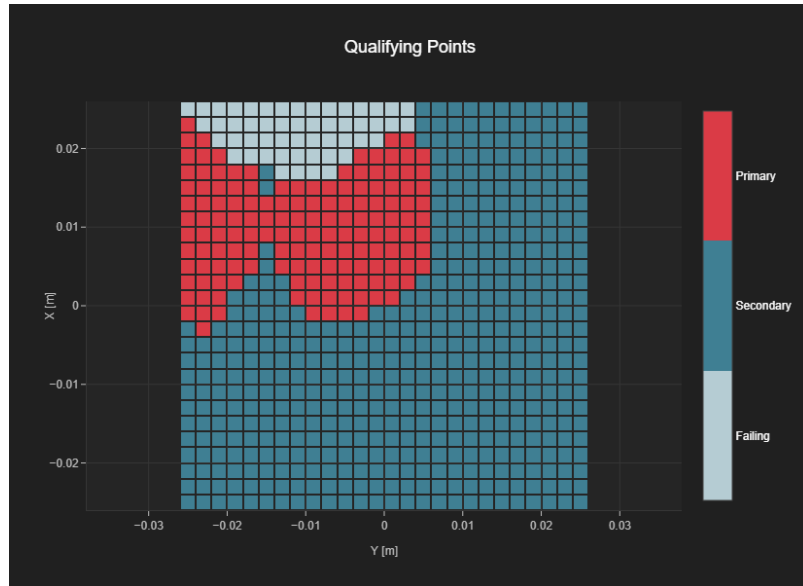 Qualifying Points
0.02
0.01
0
−0.01
−0.02
X [m]
−0.03
−0.02
−0.01
0
0.01
0.02
0.03
Y [m]
Primary
Secondary
Failing